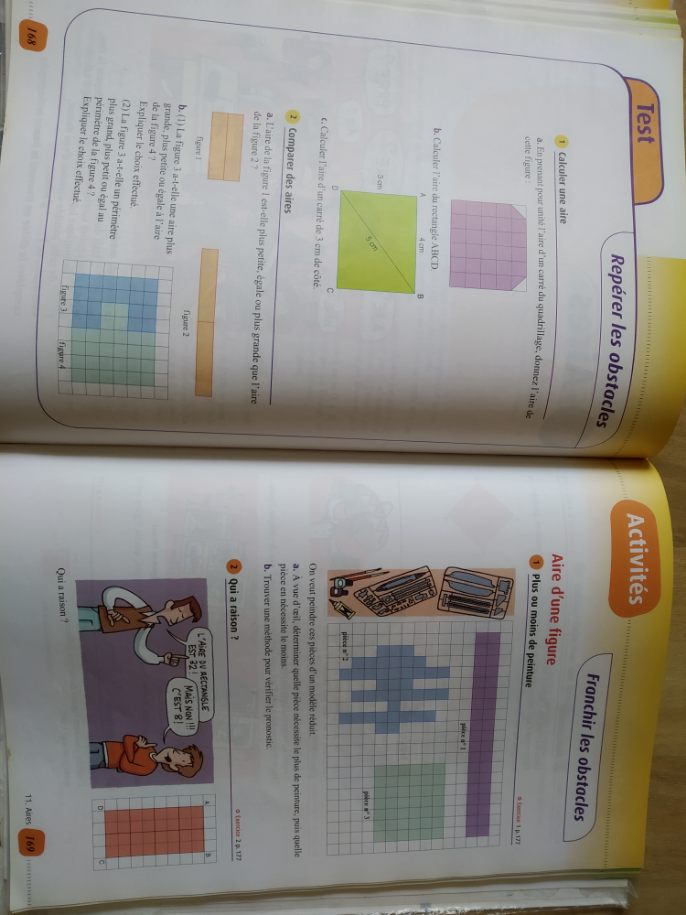 Test
Repérer les obstacles
1 Calculer une aire
a. En prenant pour unité l'aire d'un carré du quadrillage, donnez l'aire de
cette figure :
b. Calculer l'aire du rectangle ABCD.
A
4 cm
B
3 cm
5 cm
D
C
c. Calculer l'aire d'un carré de 3 cm de côté.
2 Comparer des aires
a. L'aire de la figure 1 est-elle plus petite, égale ou plus grande que l'aire
de la figure 2 ?
figure 1
figure 2
b. (1) La figure 3 a-t-elle une aire plus
grande, plus petite ou égale à l'aire
de la figure 4 ?
Expliquer le choix effectué.
(2) La figure 3 a-t-elle un périmètre
plus grand, plus petit ou égal au
périmètre de la figure 4 ?
Expliquer le choix effectué.
figure 3
figure 4
168
Activités
Franchir les obstacles
Aire d'une figure
1 Plus ou moins de peinture
Exercice 1 p. 177
pièce n° 1
pièce n° 2
pièce n° 3
On veut peindre ces pièces d'un modèle réduit.
a. A vue d'œil, déterminer quelle pièce nécessite le plus de peinture, puis quelle
pièce en nécessite le moins.
b. Trouver une méthode pour vérifier le pronostic.
2 Qui a raison ?
Exercice 2 p. 177
L'AIRE DU RECTANGLE
EST 32 !
MAIS NON !!!
C'EST 8 !
A
B
D
C
Qui a raison ?
11. Aires
169